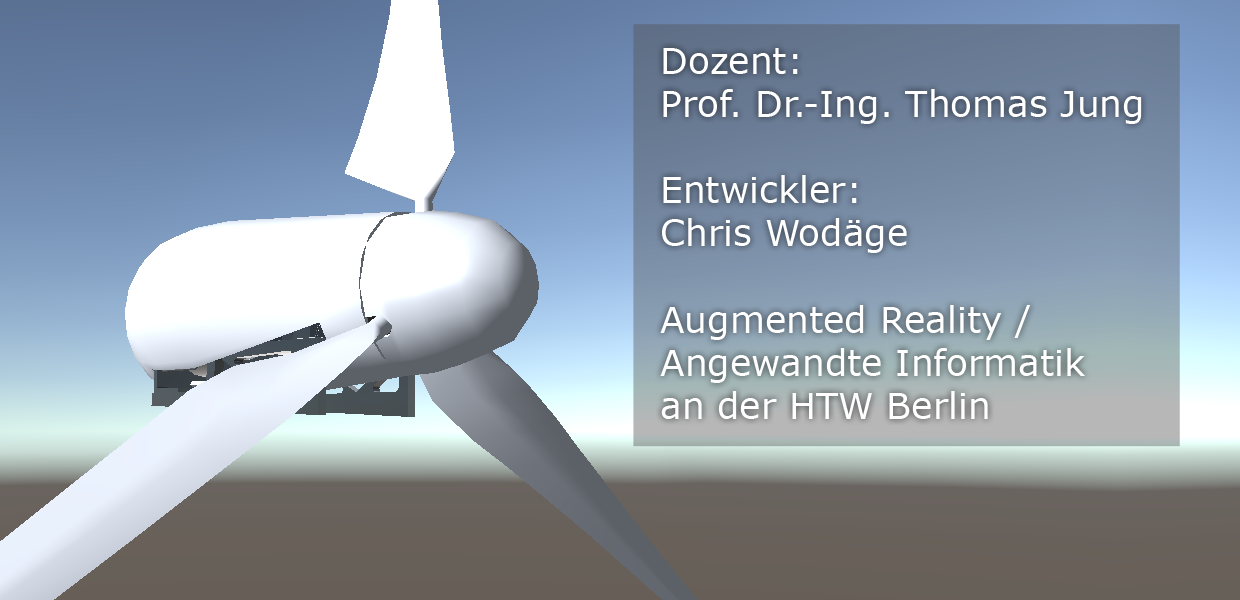 Dozent:
Prof. Dr.-Ing. Thomas Jung
Entwickler:
Chris Wodäge
Augmented Reality /
Angewandte Informatik
an der HTW Berlin